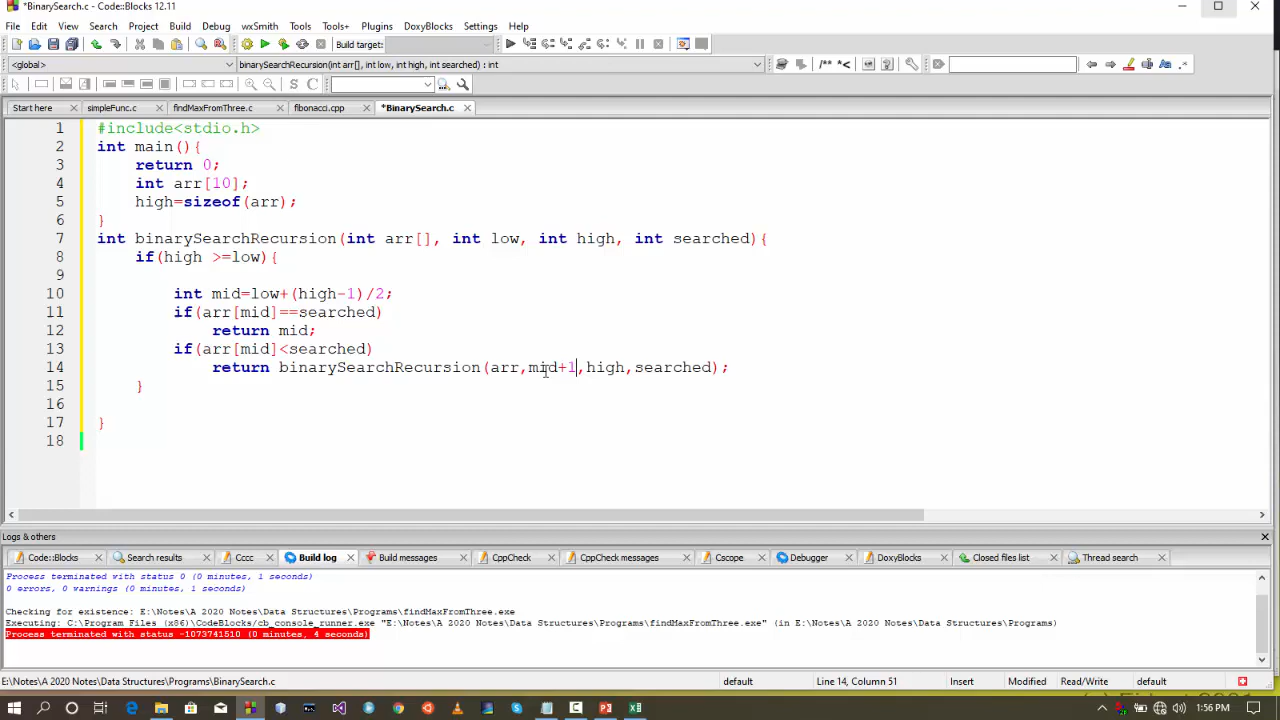 *BinarySearch.c - Code::Blocks 12.11
File Edit View Search Project Build Debug wxSmith Tools Tools+ Plugins DoxyBlocks Settings Help
Build target:
<global> binarySearchRecursion(int arr[], int low, int high, int searched) : int
/** *<
Start here simpleFunc.c findMaxFromThree.c fibonacci.cpp *BinarySearch.c
1 #include<stdio.h>
2 int main(){
3 return 0;
4 int arr[10];
5 high=sizeof(arr);
6 }
7 int binarySearchRecursion(int arr[], int low, int high, int searched){
8 if(high >=low){
9
10 int mid=low+(high-1)/2;
11 if(arr[mid]==searched)
12 return mid;
13 if(arr[mid]<searched)
14 return binarySearchRecursion(arr,mid+1,high,searched);
15 }
16
17 }
18
Logs & others
Code::Blocks Search results Cccc Build log Build messages CppCheck CppCheck messages Cscope Debugger DoxyBlocks Closed files list Thread search
Process terminated with status 0 (0 minutes, 1 seconds)
0 errors, 0 warnings (0 minutes, 1 seconds)
Checking for existence: E:\Notes\A 2020 Notes\Data Structures\Programs\findMaxFromThree.exe
Executing: C:\Program Files (x86)\CodeBlocks/cb_console_runner.exe "E:\Notes\A 2020 Notes\Data Structures\Programs\findMaxFromThree.exe" (in E:\Notes\A 2020 Notes\Data Structures\Programs)
Process terminated with status -1073741510 (0 minutes, 4 seconds)
E:\Notes\A 2020 Notes\Data Structures\Programs\BinarySearch.c default Line 14, Column 51 Insert Modified Read/Write default
1:56 PM